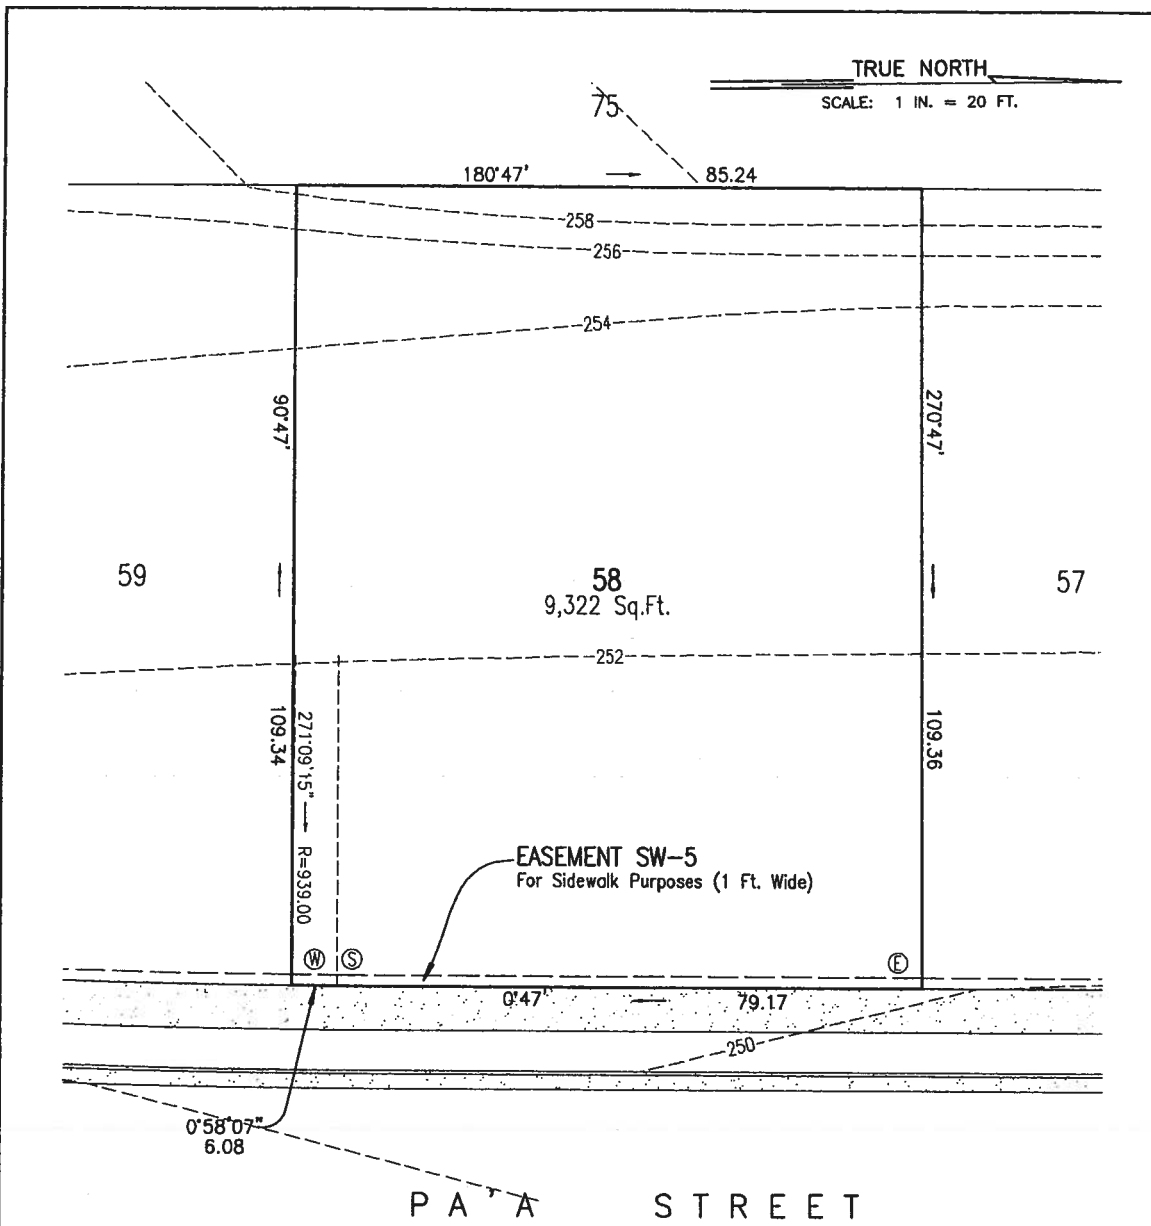 TRUE NORTH
SCALE: 1 IN. = 20 FT.
75
180°47' 85.24
258
256
254
90°47'
270°47'
59
58
9,322 Sq.Ft.
57
252
109.34
271°09'15" R=939.00
109.36
EASEMENT SW-5
For Sidewalk Purposes (1 Ft. Wide)
W S E
0°47' 79.17
250
0°58'07"
6.08
PA'A STREET